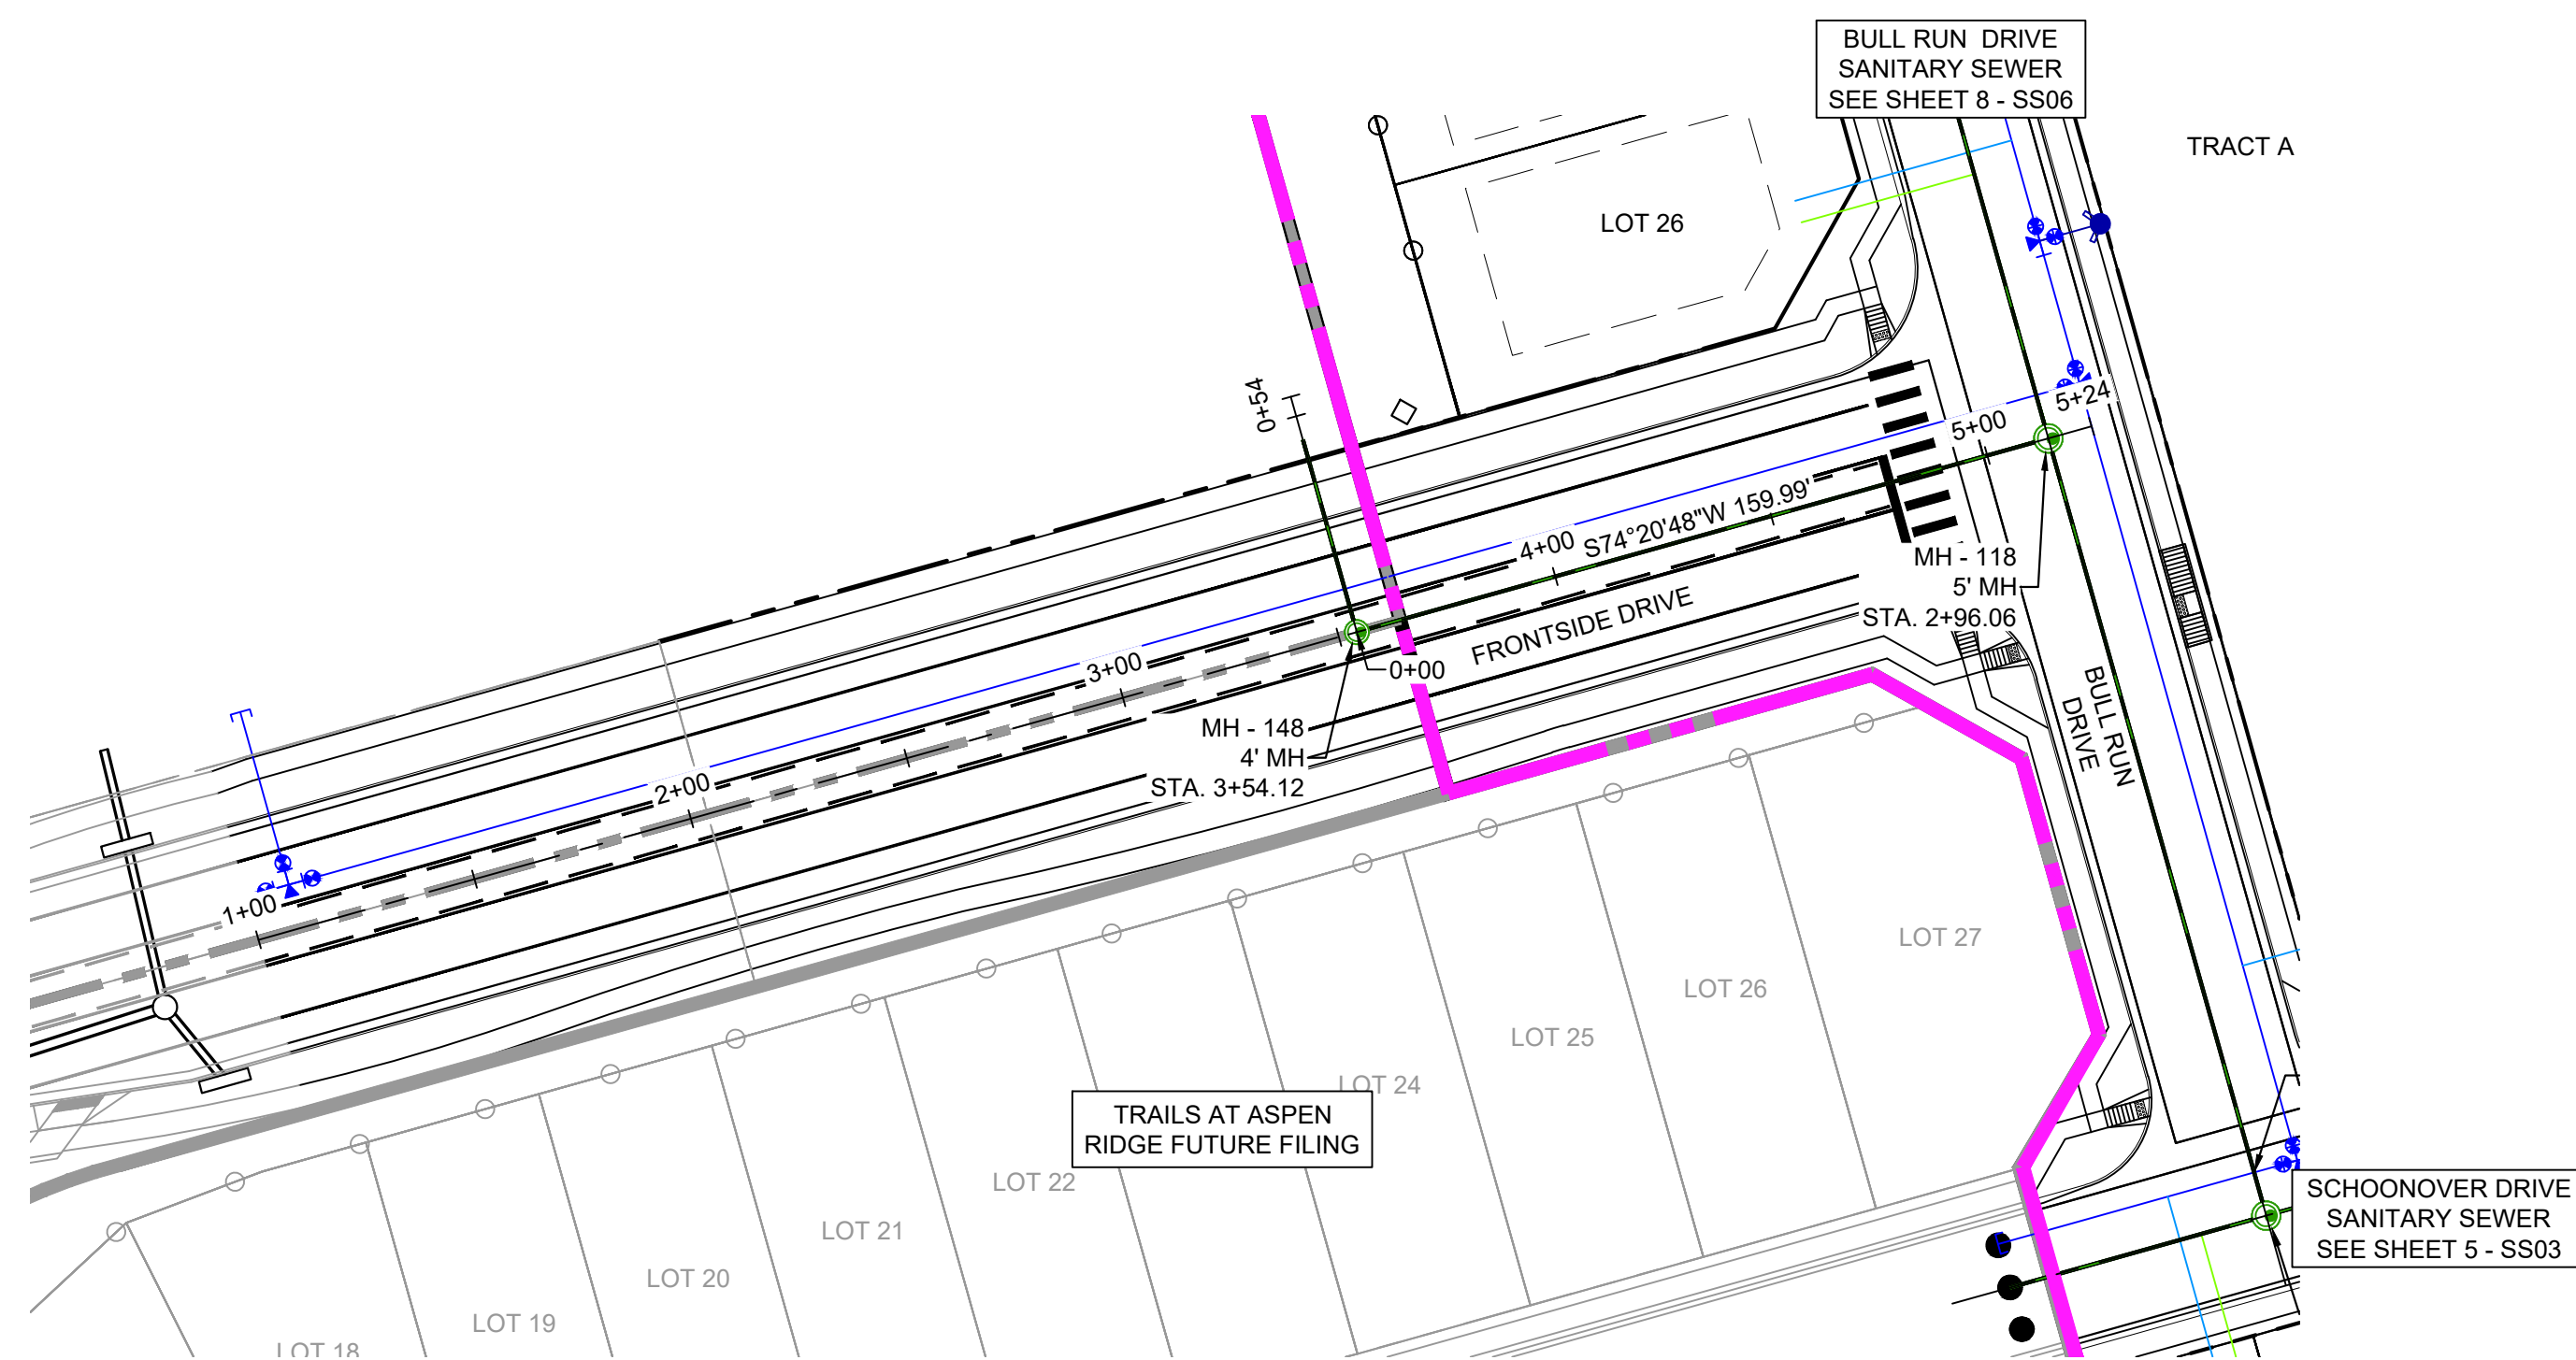 BULL RUN DRIVE
SANITARY SEWER
SEE SHEET 8 - SS06
TRACT A
LOT 26
0+54
5+24
5+00
S74°20'48"W 159.99'
4+00
MH - 118
5' MH
STA. 2+96.06
FRONTSIDE DRIVE
3+00
0+00
BULL RUN
DRIVE
MH - 148
4' MH
STA. 3+54.12
2+00
1+00
LOT 27
LOT 26
LOT 25
LOT 24
TRAILS AT ASPEN
RIDGE FUTURE FILING
LOT 22
LOT 21
LOT 20
LOT 19
LOT 18
SCHOONOVER DRIVE
SANITARY SEWER
SEE SHEET 5 - SS03